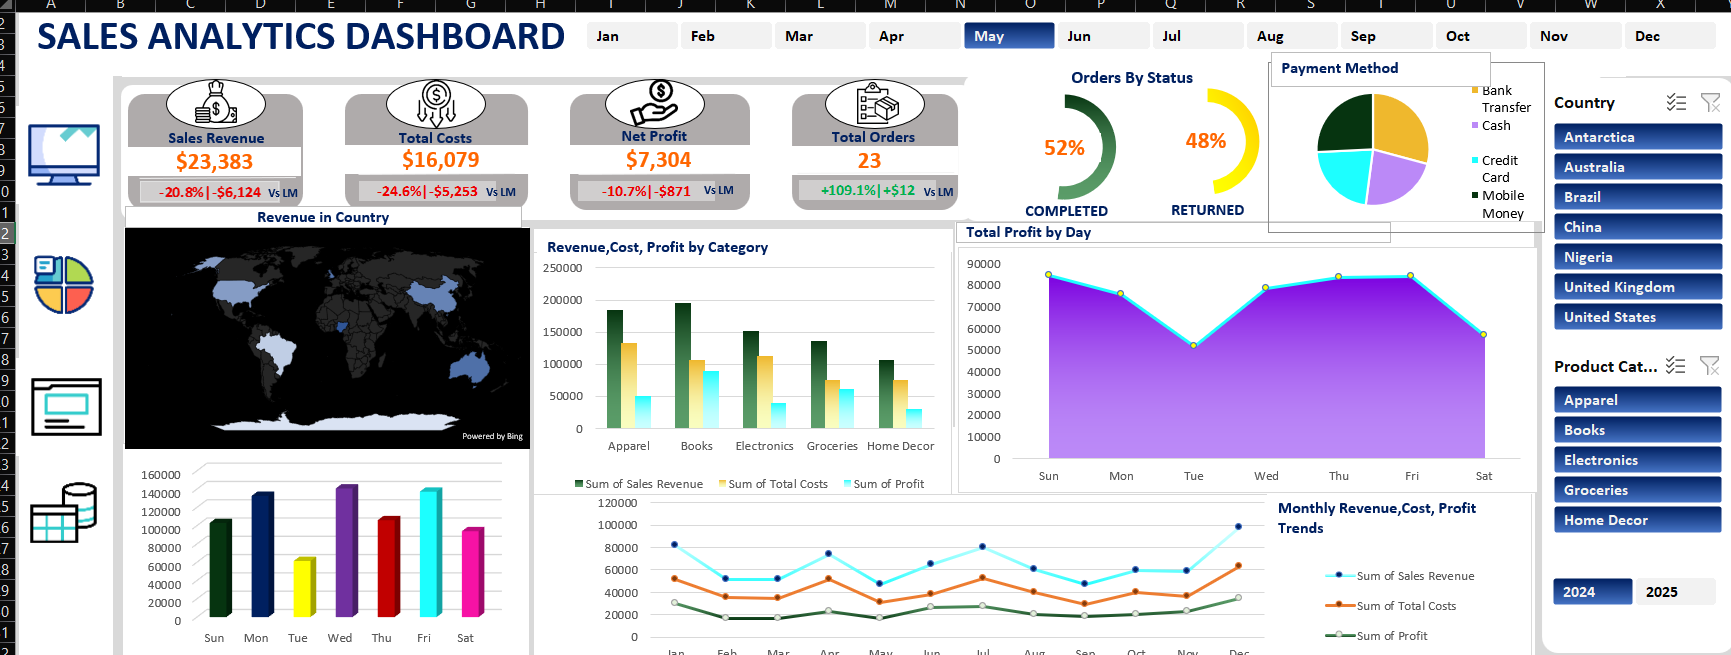 A B C D E F G H I J K L M N O P Q R S T U V W X
SALES ANALYTICS DASHBOARD
Jan Feb Mar Apr May Jun Jul Aug Sep Oct Nov Dec
Sales Revenue
$23,383
-20.8%|-$6,124 Vs LM
Total Costs
$16,079
-24.6%|-$5,253 Vs LM
Net Profit
$7,304
-10.7%|-$871 Vs LM
Total Orders
23
+109.1%|+$12 Vs LM
Orders By Status
52%
COMPLETED
48%
RETURNED
Payment Method
Bank
Transfer
Cash
Credit
Card
Mobile
Money
Country
Antarctica
Australia
Brazil
China
Nigeria
United Kingdom
United States
Product Cat...
Apparel
Books
Electronics
Groceries
Home Decor
2024 2025
Revenue in Country
Powered by Bing
Revenue,Cost, Profit by Category
250000
200000
150000
100000
50000
0
Apparel Books Electronics Groceries Home Decor
Sum of Sales Revenue Sum of Total Costs Sum of Profit
Total Profit by Day
90000
80000
70000
60000
50000
40000
30000
20000
10000
0
Sun Mon Tue Wed Thu Fri Sat
160000
140000
120000
100000
80000
60000
40000
20000
0
Sun Mon Tue Wed Thu Fri Sat
Monthly Revenue,Cost, Profit
Trends
120000
100000
80000
60000
40000
20000
0
Jan Feb Mar Apr May Jun Jul Aug Sep Oct Nov Dec
Sum of Sales Revenue
Sum of Total Costs
Sum of Profit